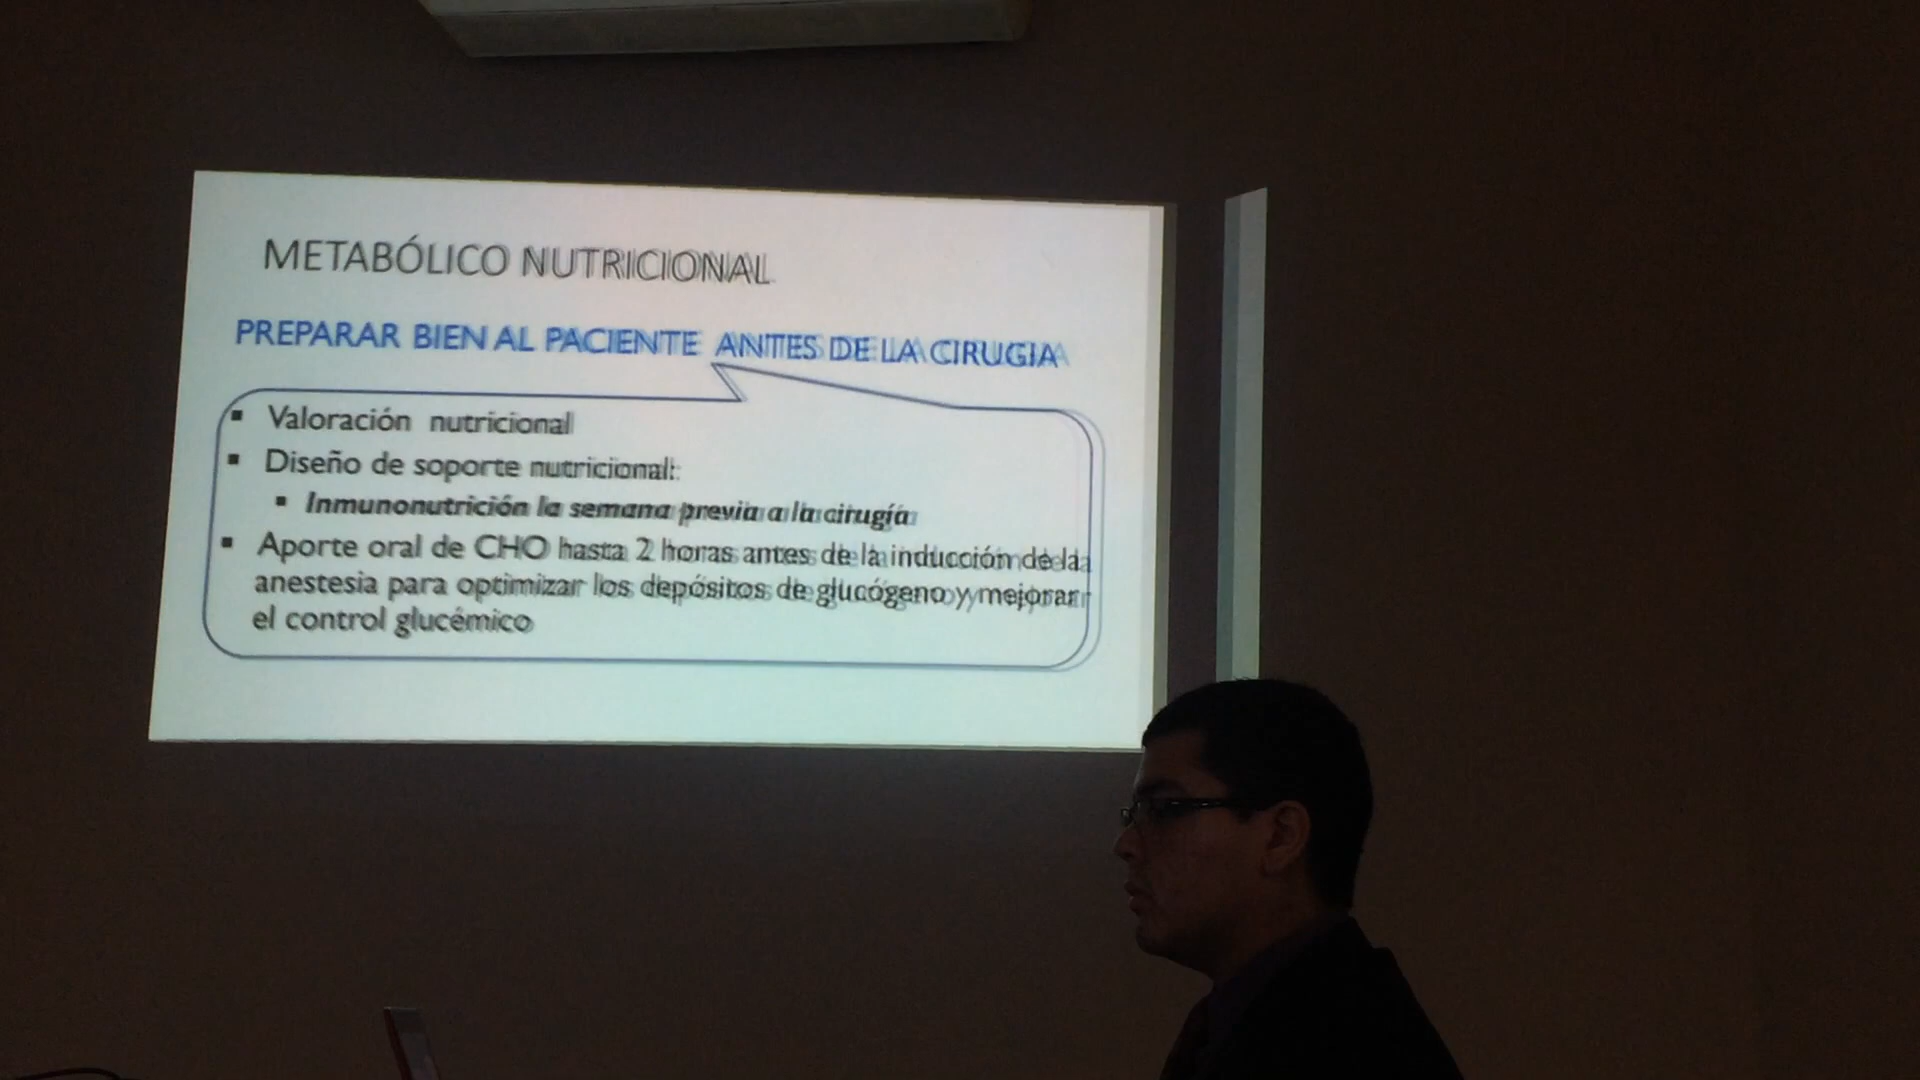 METABÓLICO NUTRICIONAL
PREPARAR BIEN AL PACIENTE ANTES DE LA CIRUGIA
▪ Valoración nutricional
▪ Diseño de soporte nutricional:
▪ Inmunonutrición la semana previa a la cirugía
▪ Aporte oral de CHO hasta 2 horas antes de la inducción de la
anestesia para optimizar los depósitos de glucógeno y mejorar
el control glucémico